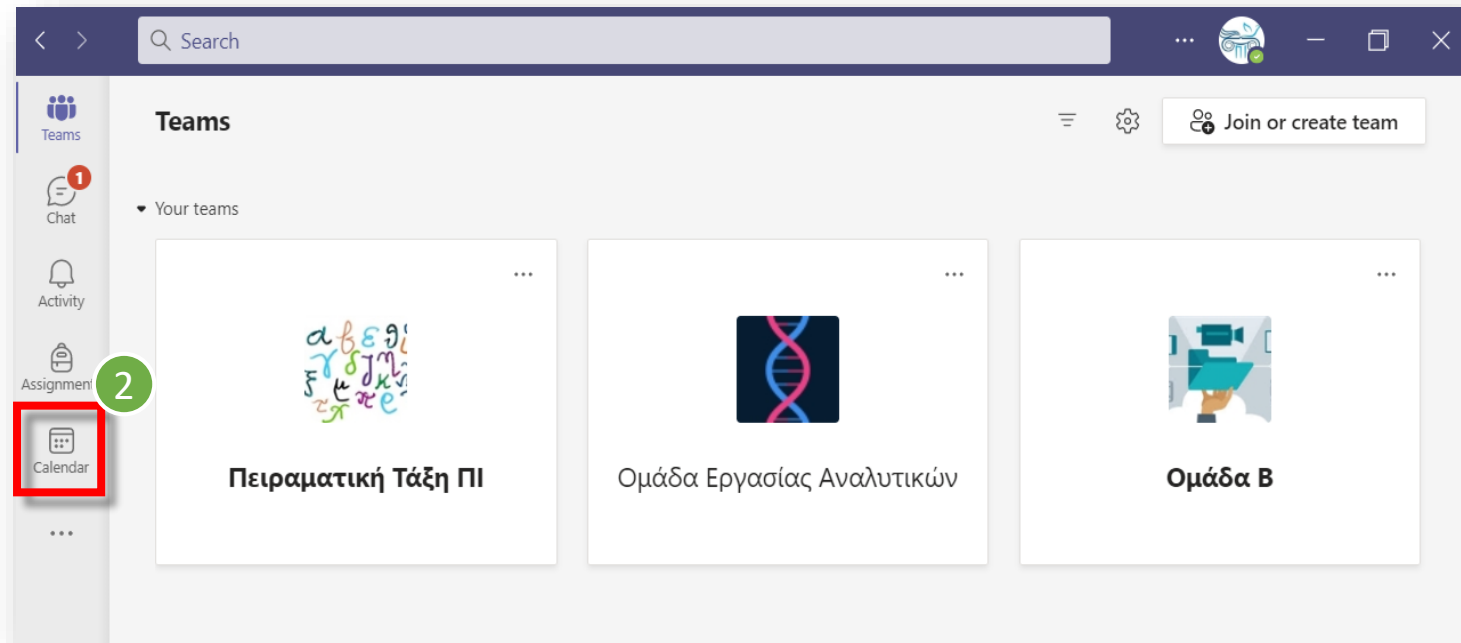 Search
Teams
Join or create team
Teams
1
Chat
Your teams
Activity
Assignment
2
Calendar
Πειραματική Τάξη ΠΙ
Ομάδα Εργασίας Αναλυτικών
Ομάδα Β